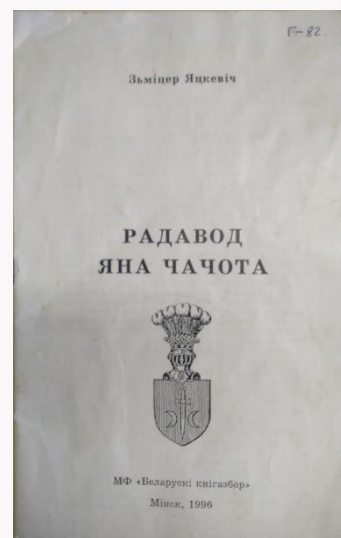 Г-82.
Зьміцер Яцкевіч
РАДАВОД
ЯНА ЧАЧОТА
МФ «Беларускі кнігазбор»
Мінск, 1996